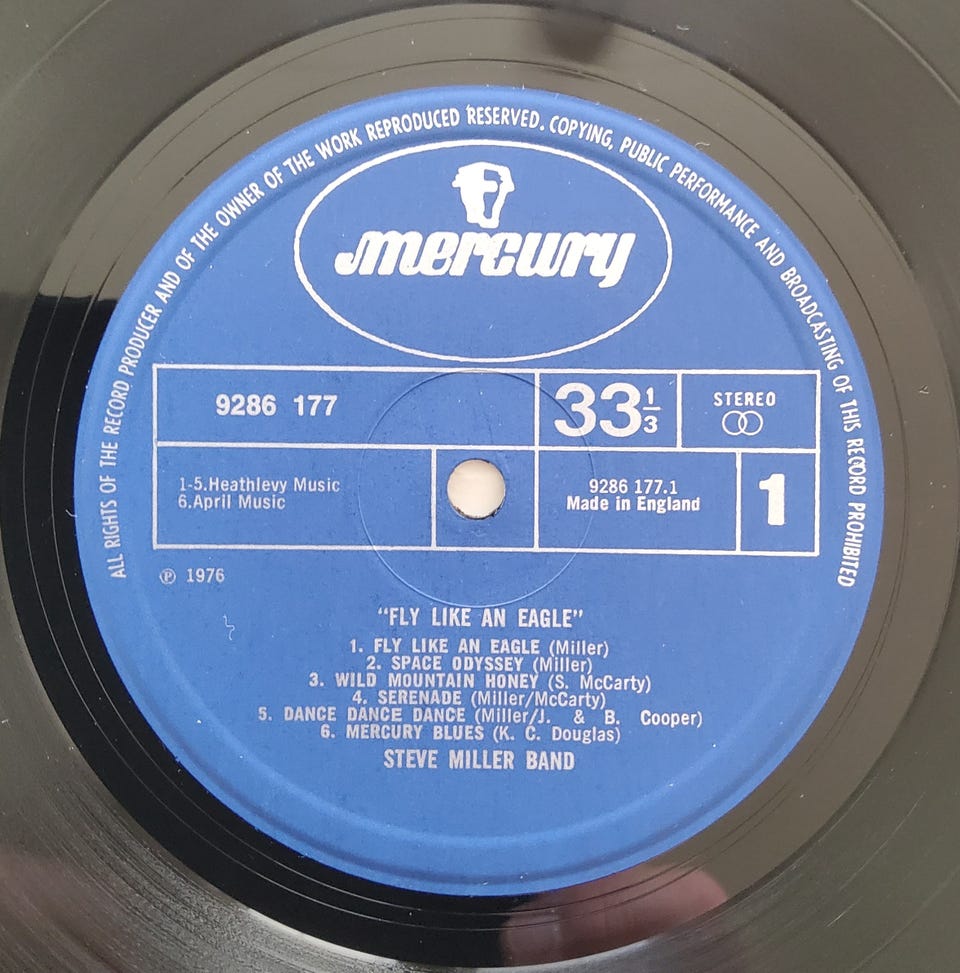 ALL RIGHTS OF THE RECORD PRODUCER AND OF THE OWNER OF THE WORK REPRODUCED RESERVED. COPYING, PUBLIC PERFORMANCE AND BROADCASTING OF THIS RECORD PROHIBITED
mercury
9286 177
33 1/3
STEREO
1-5.Heathlevy Music
6.April Music
9286 177.1
Made in England
1
℗ 1976
“FLY LIKE AN EAGLE”
1. FLY LIKE AN EAGLE (Miller)
2. SPACE ODYSSEY (Miller)
3. WILD MOUNTAIN HONEY (S. McCarty)
4. SERENADE (Miller/McCarty)
5. DANCE DANCE DANCE (Miller/J. & B. Cooper)
6. MERCURY BLUES (K. C. Douglas)
STEVE MILLER BAND